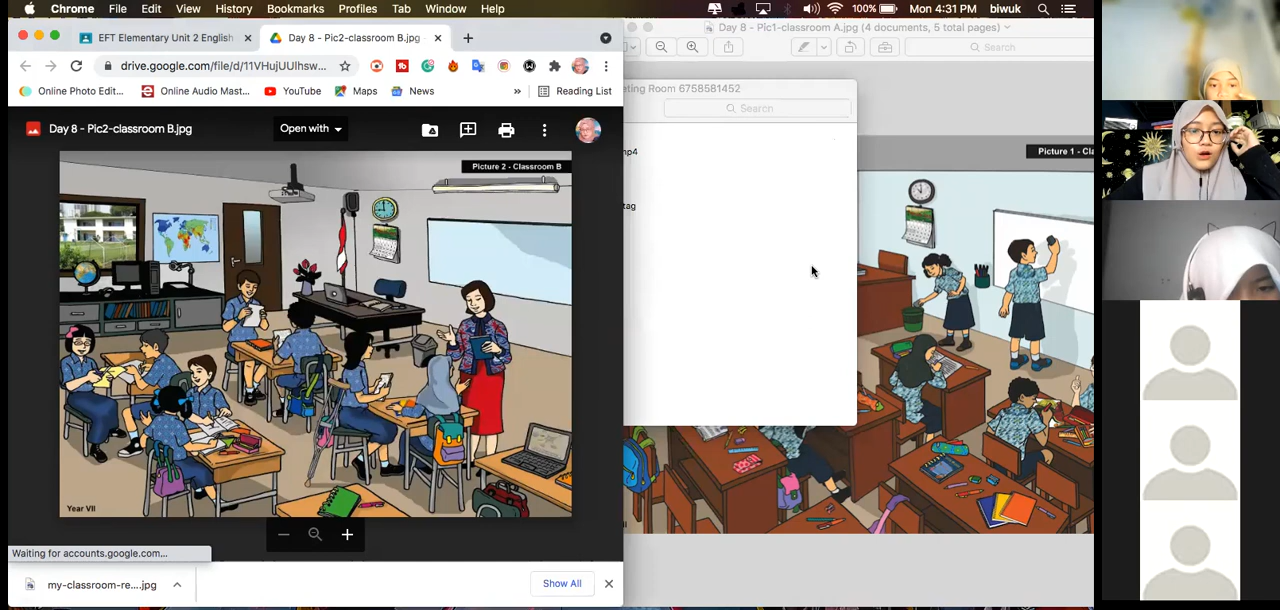 Chrome File Edit View History Bookmarks Profiles Tab Window Help
100% Mon 4:31 PM biwuk
EFT Elementary Unit 2 English
Day 8 - Pic2-classroom B.jpg -
Day 8 - Pic1-classroom A.jpg (4 documents, 5 total pages)
drive.google.com/file/d/11VHujUUlhsw...
Search
Online Photo Edit...
Online Audio Mast...
YouTube
Maps
News
»
Reading List
eting Room 6758581452
Search
Day 8 - Pic2-classroom B.jpg
Open with
mp4
tag
Picture 2 - Classroom B
Picture 1 - Cla
Year VII
Waiting for accounts.google.com...
my-classroom-re....jpg
Show All